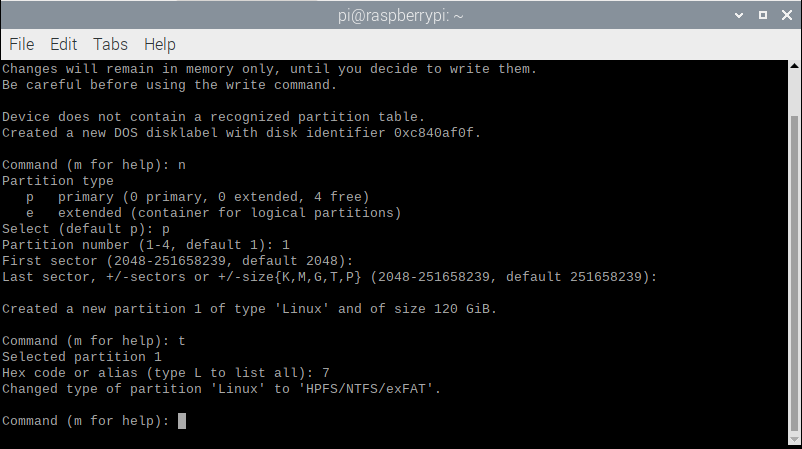 pi@raspberrypi: ~
File Edit Tabs Help
Changes will remain in memory only, until you decide to write them.
Be careful before using the write command.
Device does not contain a recognized partition table.
Created a new DOS disklabel with disk identifier 0xc840af0f.
Command (m for help): n
Partition type
   p   primary (0 primary, 0 extended, 4 free)
   e   extended (container for logical partitions)
Select (default p): p
Partition number (1-4, default 1): 1
First sector (2048-251658239, default 2048):
Last sector, +/-sectors or +/-size{K,M,G,T,P} (2048-251658239, default 251658239):
Created a new partition 1 of type 'Linux' and of size 120 GiB.
Command (m for help): t
Selected partition 1
Hex code or alias (type L to list all): 7
Changed type of partition 'Linux' to 'HPFS/NTFS/exFAT'.
Command (m for help):